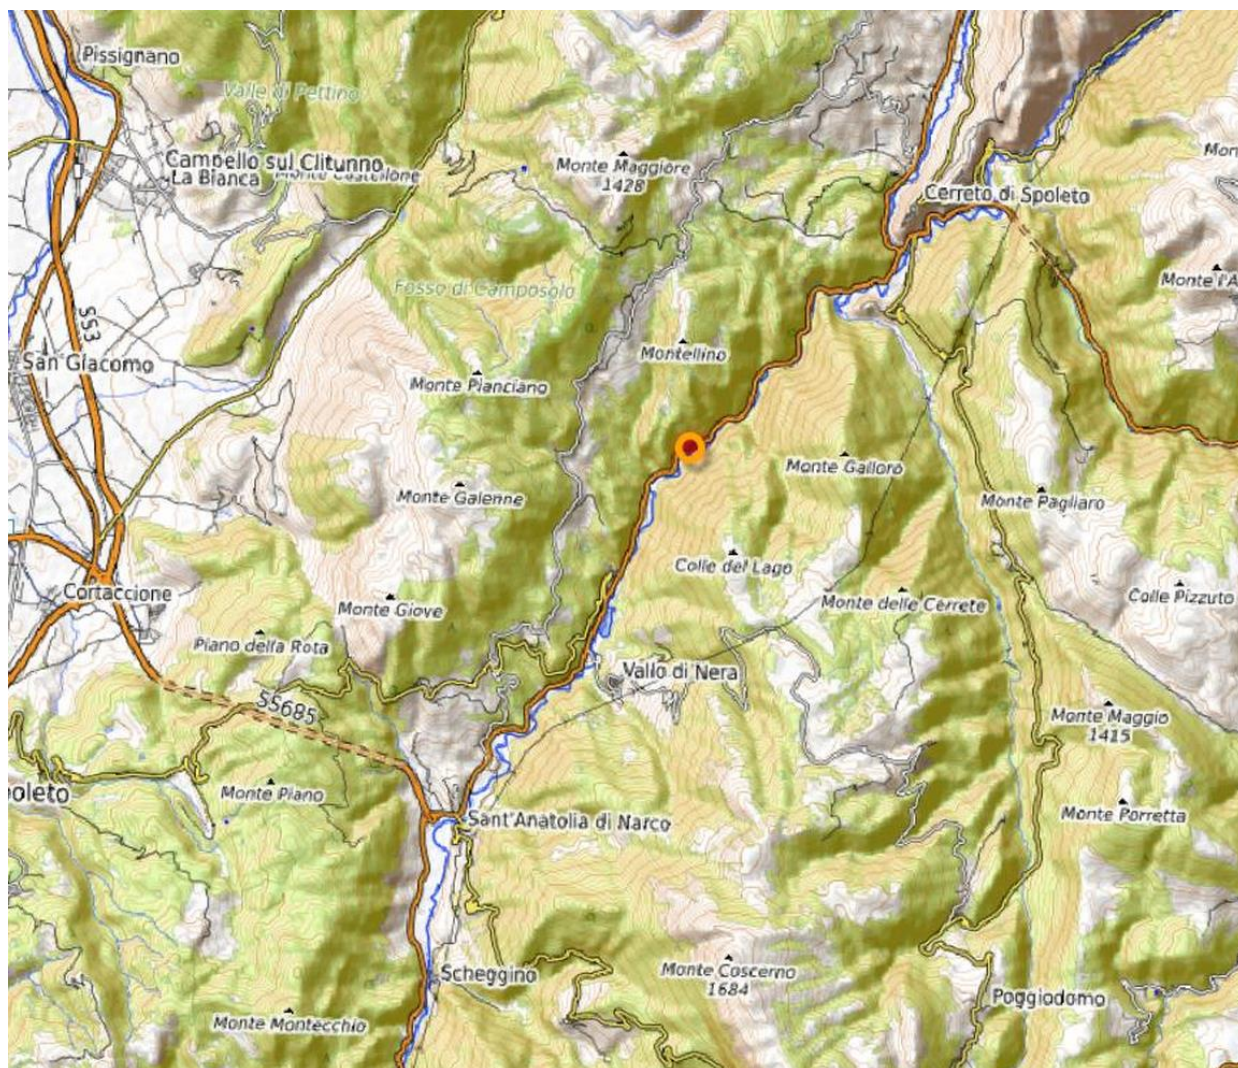 Pissignano
Valle di Pettino
Campello sul Clitunno
La Bianca
Monte Maggiore
1428
Cerreto di Spoleto
Fosso di Camposolo
SS3
San Giacomo
Montellino
Monte Pianciano
Monte Galloro
Monte Galenne
Monte Pagliaro
Colle del Lago
Cortaccione
Monte Giove
Monte delle Cerrete
Colle Pizzuto
Piano della Rota
Vallo di Nera
SS685
Monte Maggio
1415
oleto
Monte Piano
Monte Porretta
Sant'Anatolia di Narco
Scheggino
Monte Coscerno
1684
Poggiodomo
Monte Montecchio